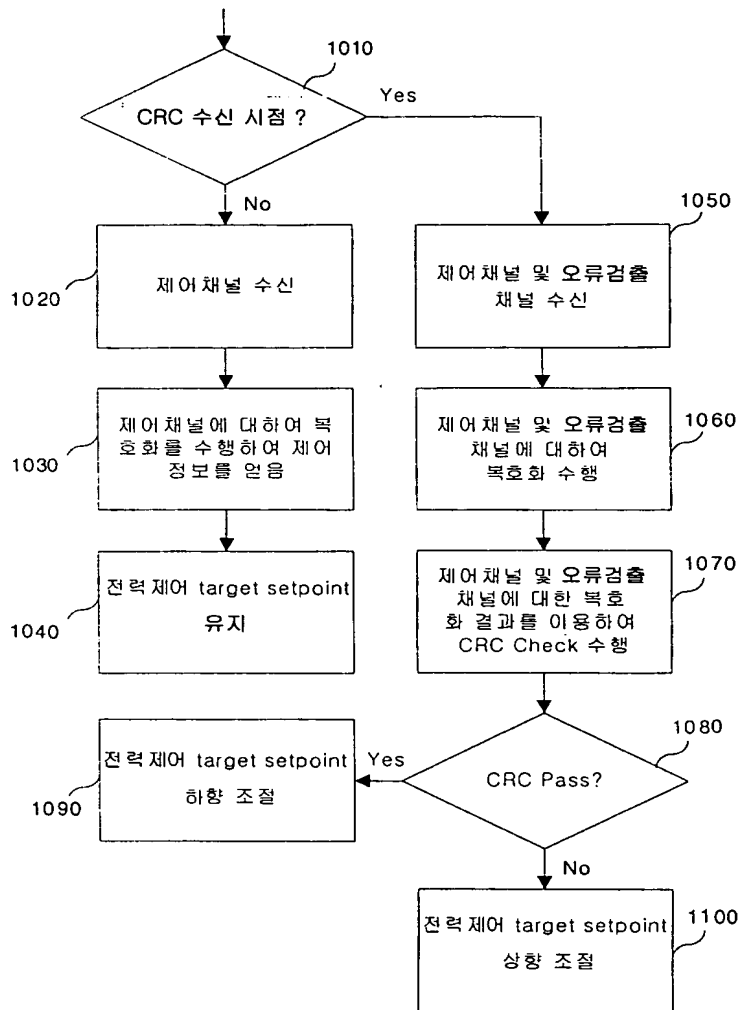 1010
CRC 수신 시점 ?
Yes
No
1050
1020
제어채널 수신
제어채널 및 오류검출
채널 수신
1030
제어채널에 대하여 복
호화를 수행하여 제어
정보를 얻음
1060
제어채널 및 오류검출
채널에 대하여
복호화 수행
1040
전력제어 target setpoint
유지
1070
제어채널 및 오류검출
채널에 대한 복호
화 결과를 이용하여
CRC Check 수행
1080
CRC Pass?
Yes
1090
전력제어 target setpoint
하향 조절
No
1100
전력제어 target setpoint
상향 조절